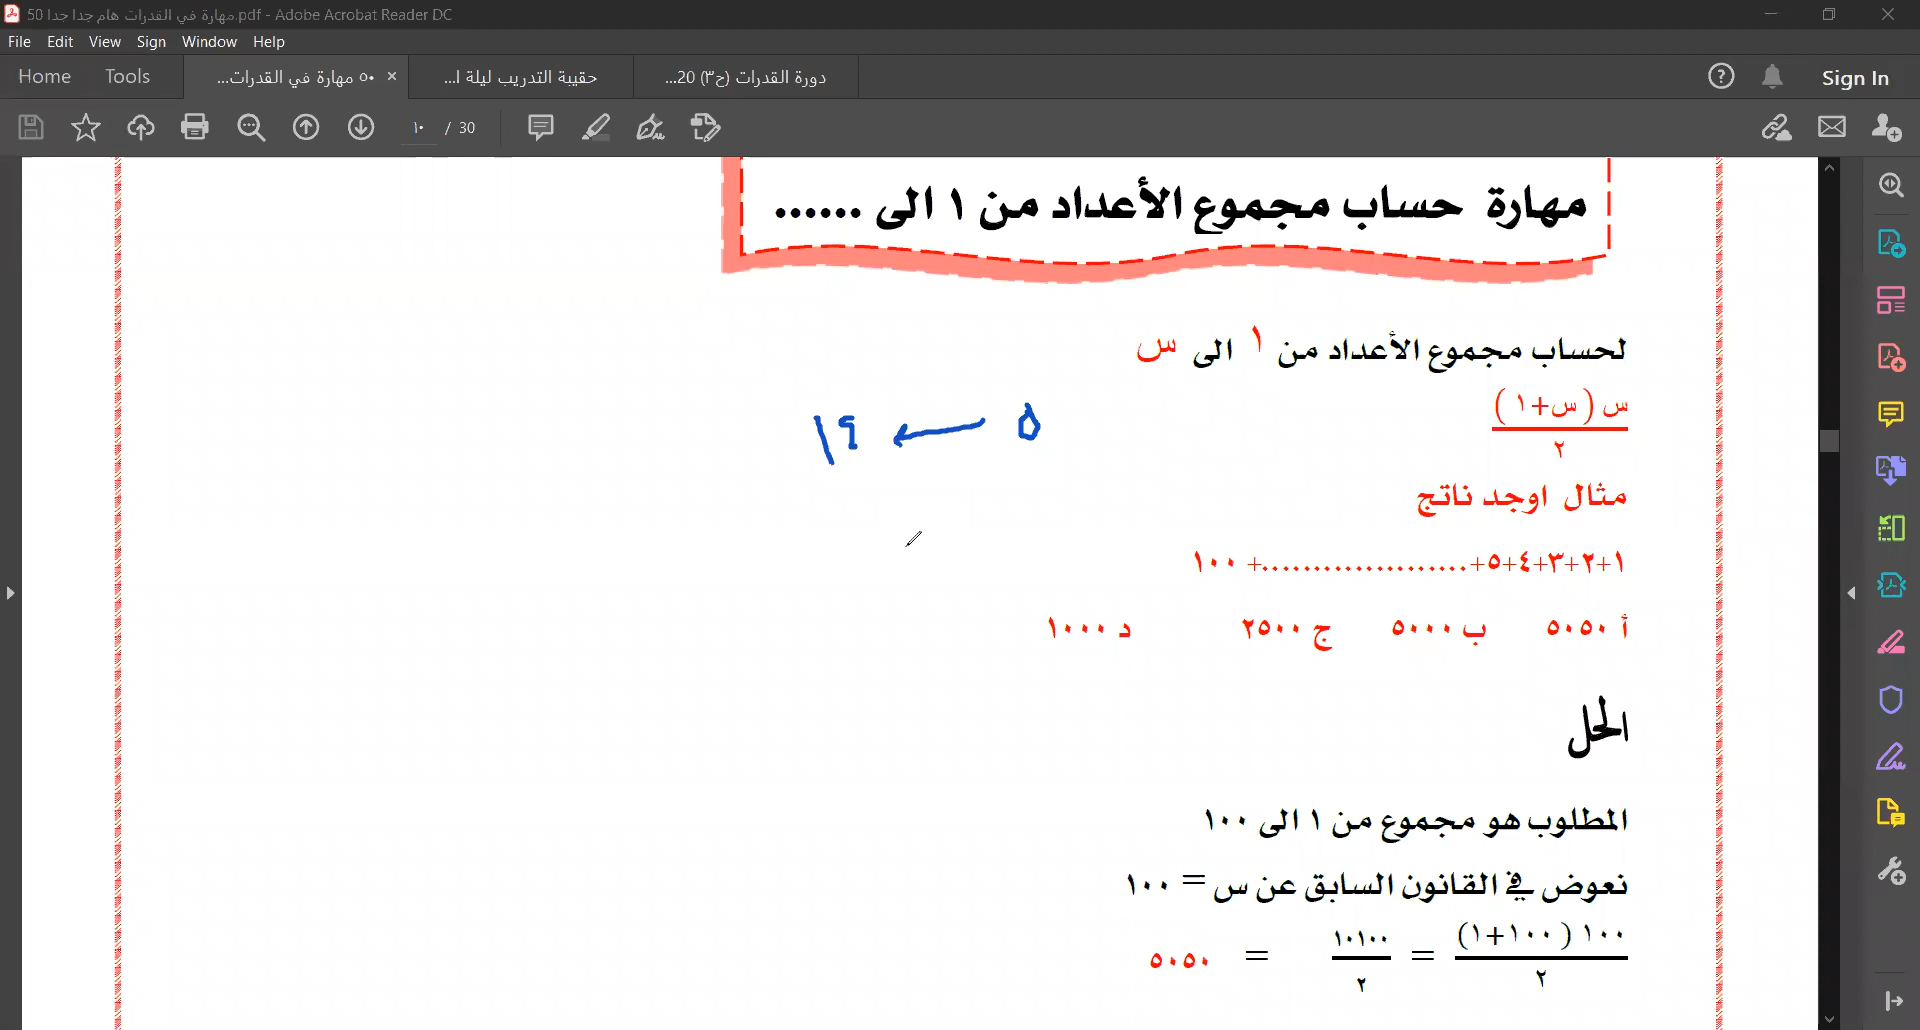 50 مهارة في القدرات هام جدا جدا.pdf - Adobe Acrobat Reader DC
File Edit View Sign Window Help
Home Tools ٥٠ مهارة في القدرات... × حقيبة التدريب ليلة ا... دورة القدرات (ح٣) 20... Sign In
١٠ / 30
مهارة حساب مجموع الأعداد من ١ الى ......
لحساب مجموع الأعداد من ١ الى س
س (س+١)
٢
٥ ← ١٩
مثال اوجد ناتج
١+٢+٣+٤+٥+....................+ ١٠٠
أ ٥٠٥٠ ب ٥٠٠٠ ج ٢٥٠٠ د ١٠٠٠
الحل
المطلوب هو مجموع من ١ الى ١٠٠
نعوض في القانون السابق عن س = ١٠٠
١٠٠ (١٠٠+١) = ١٠١٠٠ = ٥٠٥٠
٢ ٢